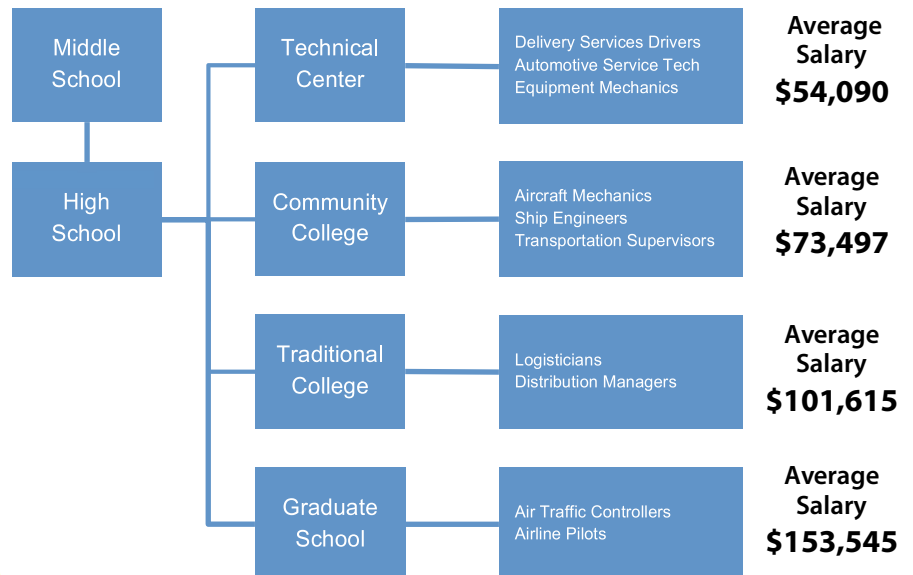 Middle
School
High
School
Technical
Center
Delivery Services Drivers
Automotive Service Tech
Equipment Mechanics
Average
Salary
$54,090
Community
College
Aircraft Mechanics
Ship Engineers
Transportation Supervisors
Average
Salary
$73,497
Traditional
College
Logisticians
Distribution Managers
Average
Salary
$101,615
Graduate
School
Air Traffic Controllers
Airline Pilots
Average
Salary
$153,545